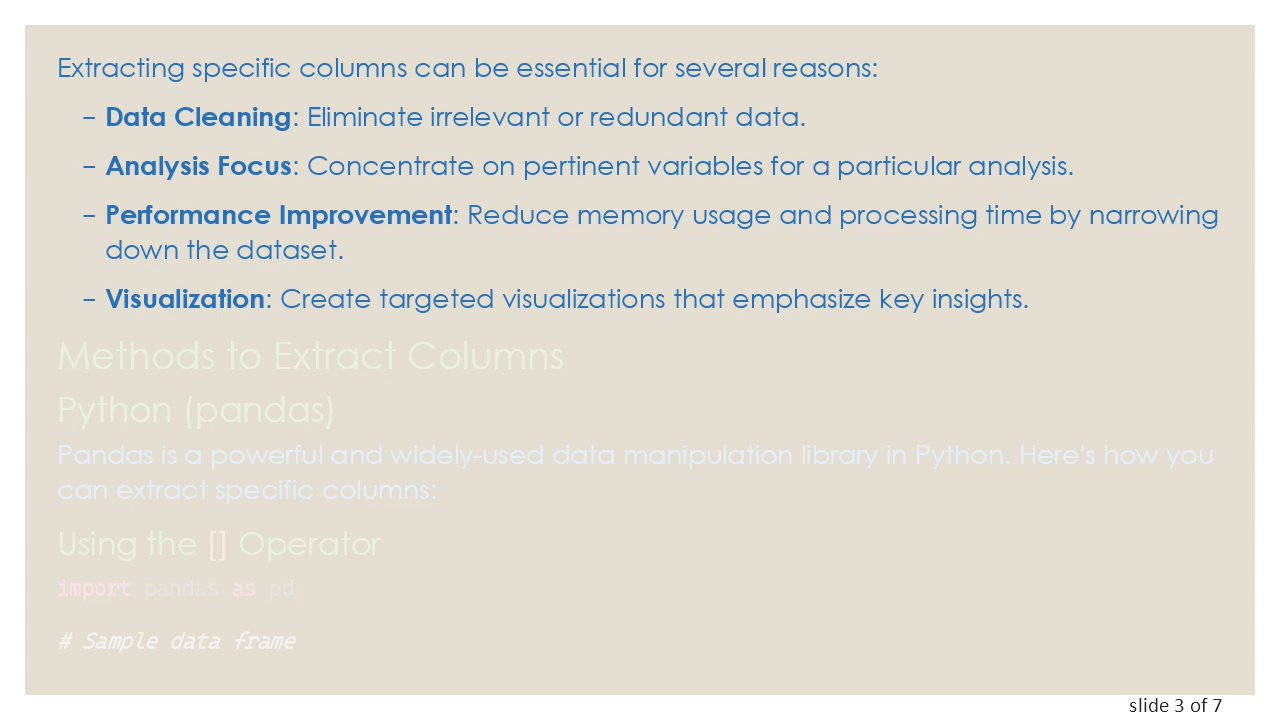 Extracting specific columns can be essential for several reasons:
– Data Cleaning: Eliminate irrelevant or redundant data.
– Analysis Focus: Concentrate on pertinent variables for a particular analysis.
– Performance Improvement: Reduce memory usage and processing time by narrowing
down the dataset.
– Visualization: Create targeted visualizations that emphasize key insights.
Methods to Extract Columns
Python (pandas)
Pandas is a powerful and widely-used data manipulation library in Python. Here's how you
can extract specific columns:
Using the [] Operator
import pandas as pd
# Sample data frame
slide 3 of 7